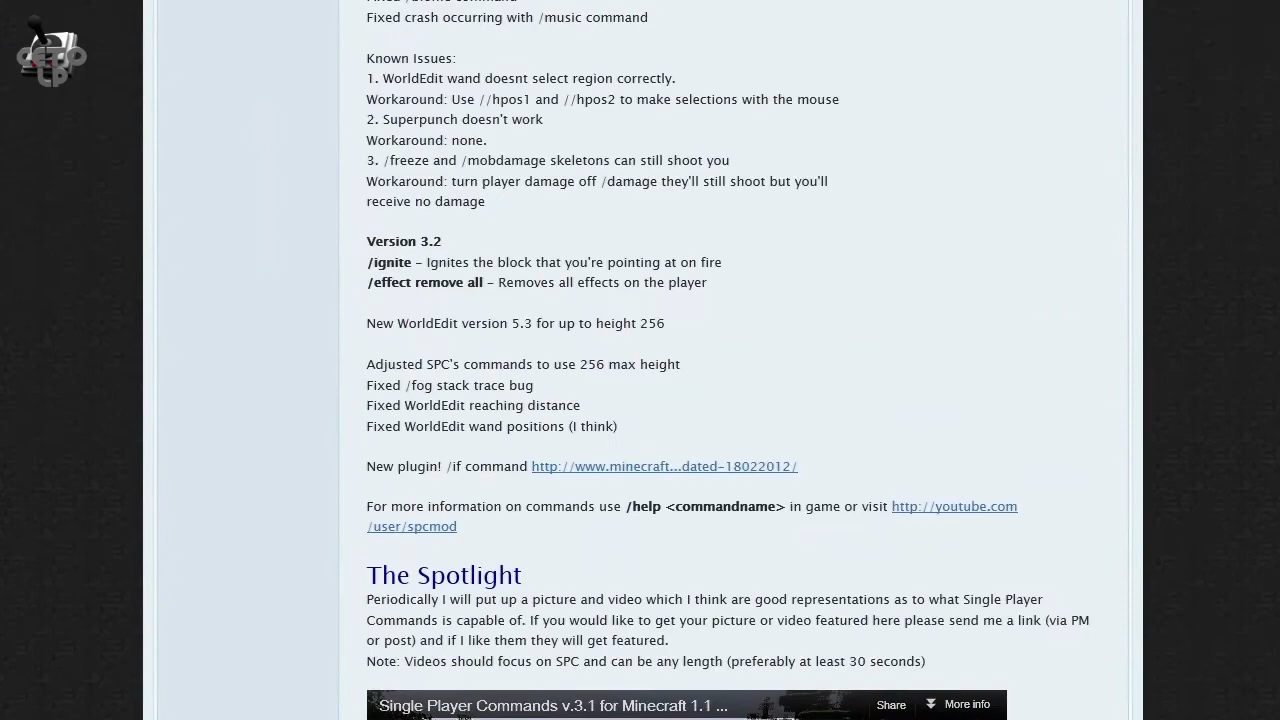 Fixed crash occurring with /music command
Known Issues:
1. WorldEdit wand doesnt select region correctly.
Workaround: Use //hpos1 and //hpos2 to make selections with the mouse
2. Superpunch doesn't work
Workaround: none.
3. /freeze and /mobdamage skeletons can still shoot you
Workaround: turn player damage off /damage they'll still shoot but you'll
receive no damage
Version 3.2
/ignite - Ignites the block that you're pointing at on fire
/effect remove all - Removes all effects on the player
New WorldEdit version 5.3 for up to height 256
Adjusted SPC's commands to use 256 max height
Fixed /fog stack trace bug
Fixed WorldEdit reaching distance
Fixed WorldEdit wand positions (I think)
New plugin! /if command http://www.minecraft...dated-18022012/
For more information on commands use /help <commandname> in game or visit http://youtube.com
/user/spcmod
The Spotlight
Periodically I will put up a picture and video which I think are good representations as to what Single Player
Commands is capable of. If you would like to get your picture or video featured here please send me a link (via PM
or post) and if I like them they will get featured.
Note: Videos should focus on SPC and can be any length (preferably at least 30 seconds)
Single Player Commands v.3.1 for Minecraft 1.1 ...
Share
More info